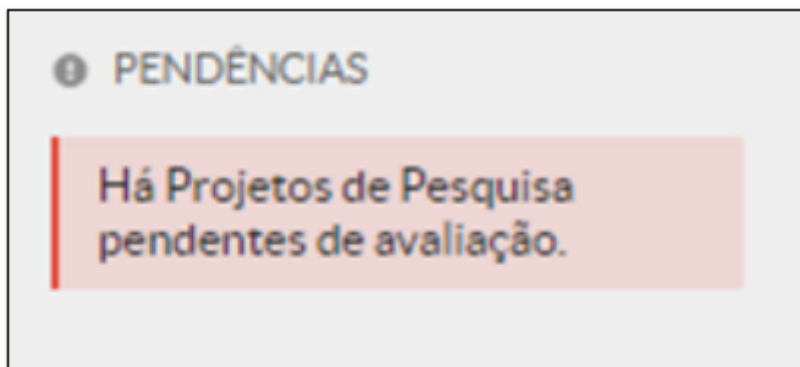 PENDÊNCIAS
Há Projetos de Pesquisa
pendentes de avaliação.